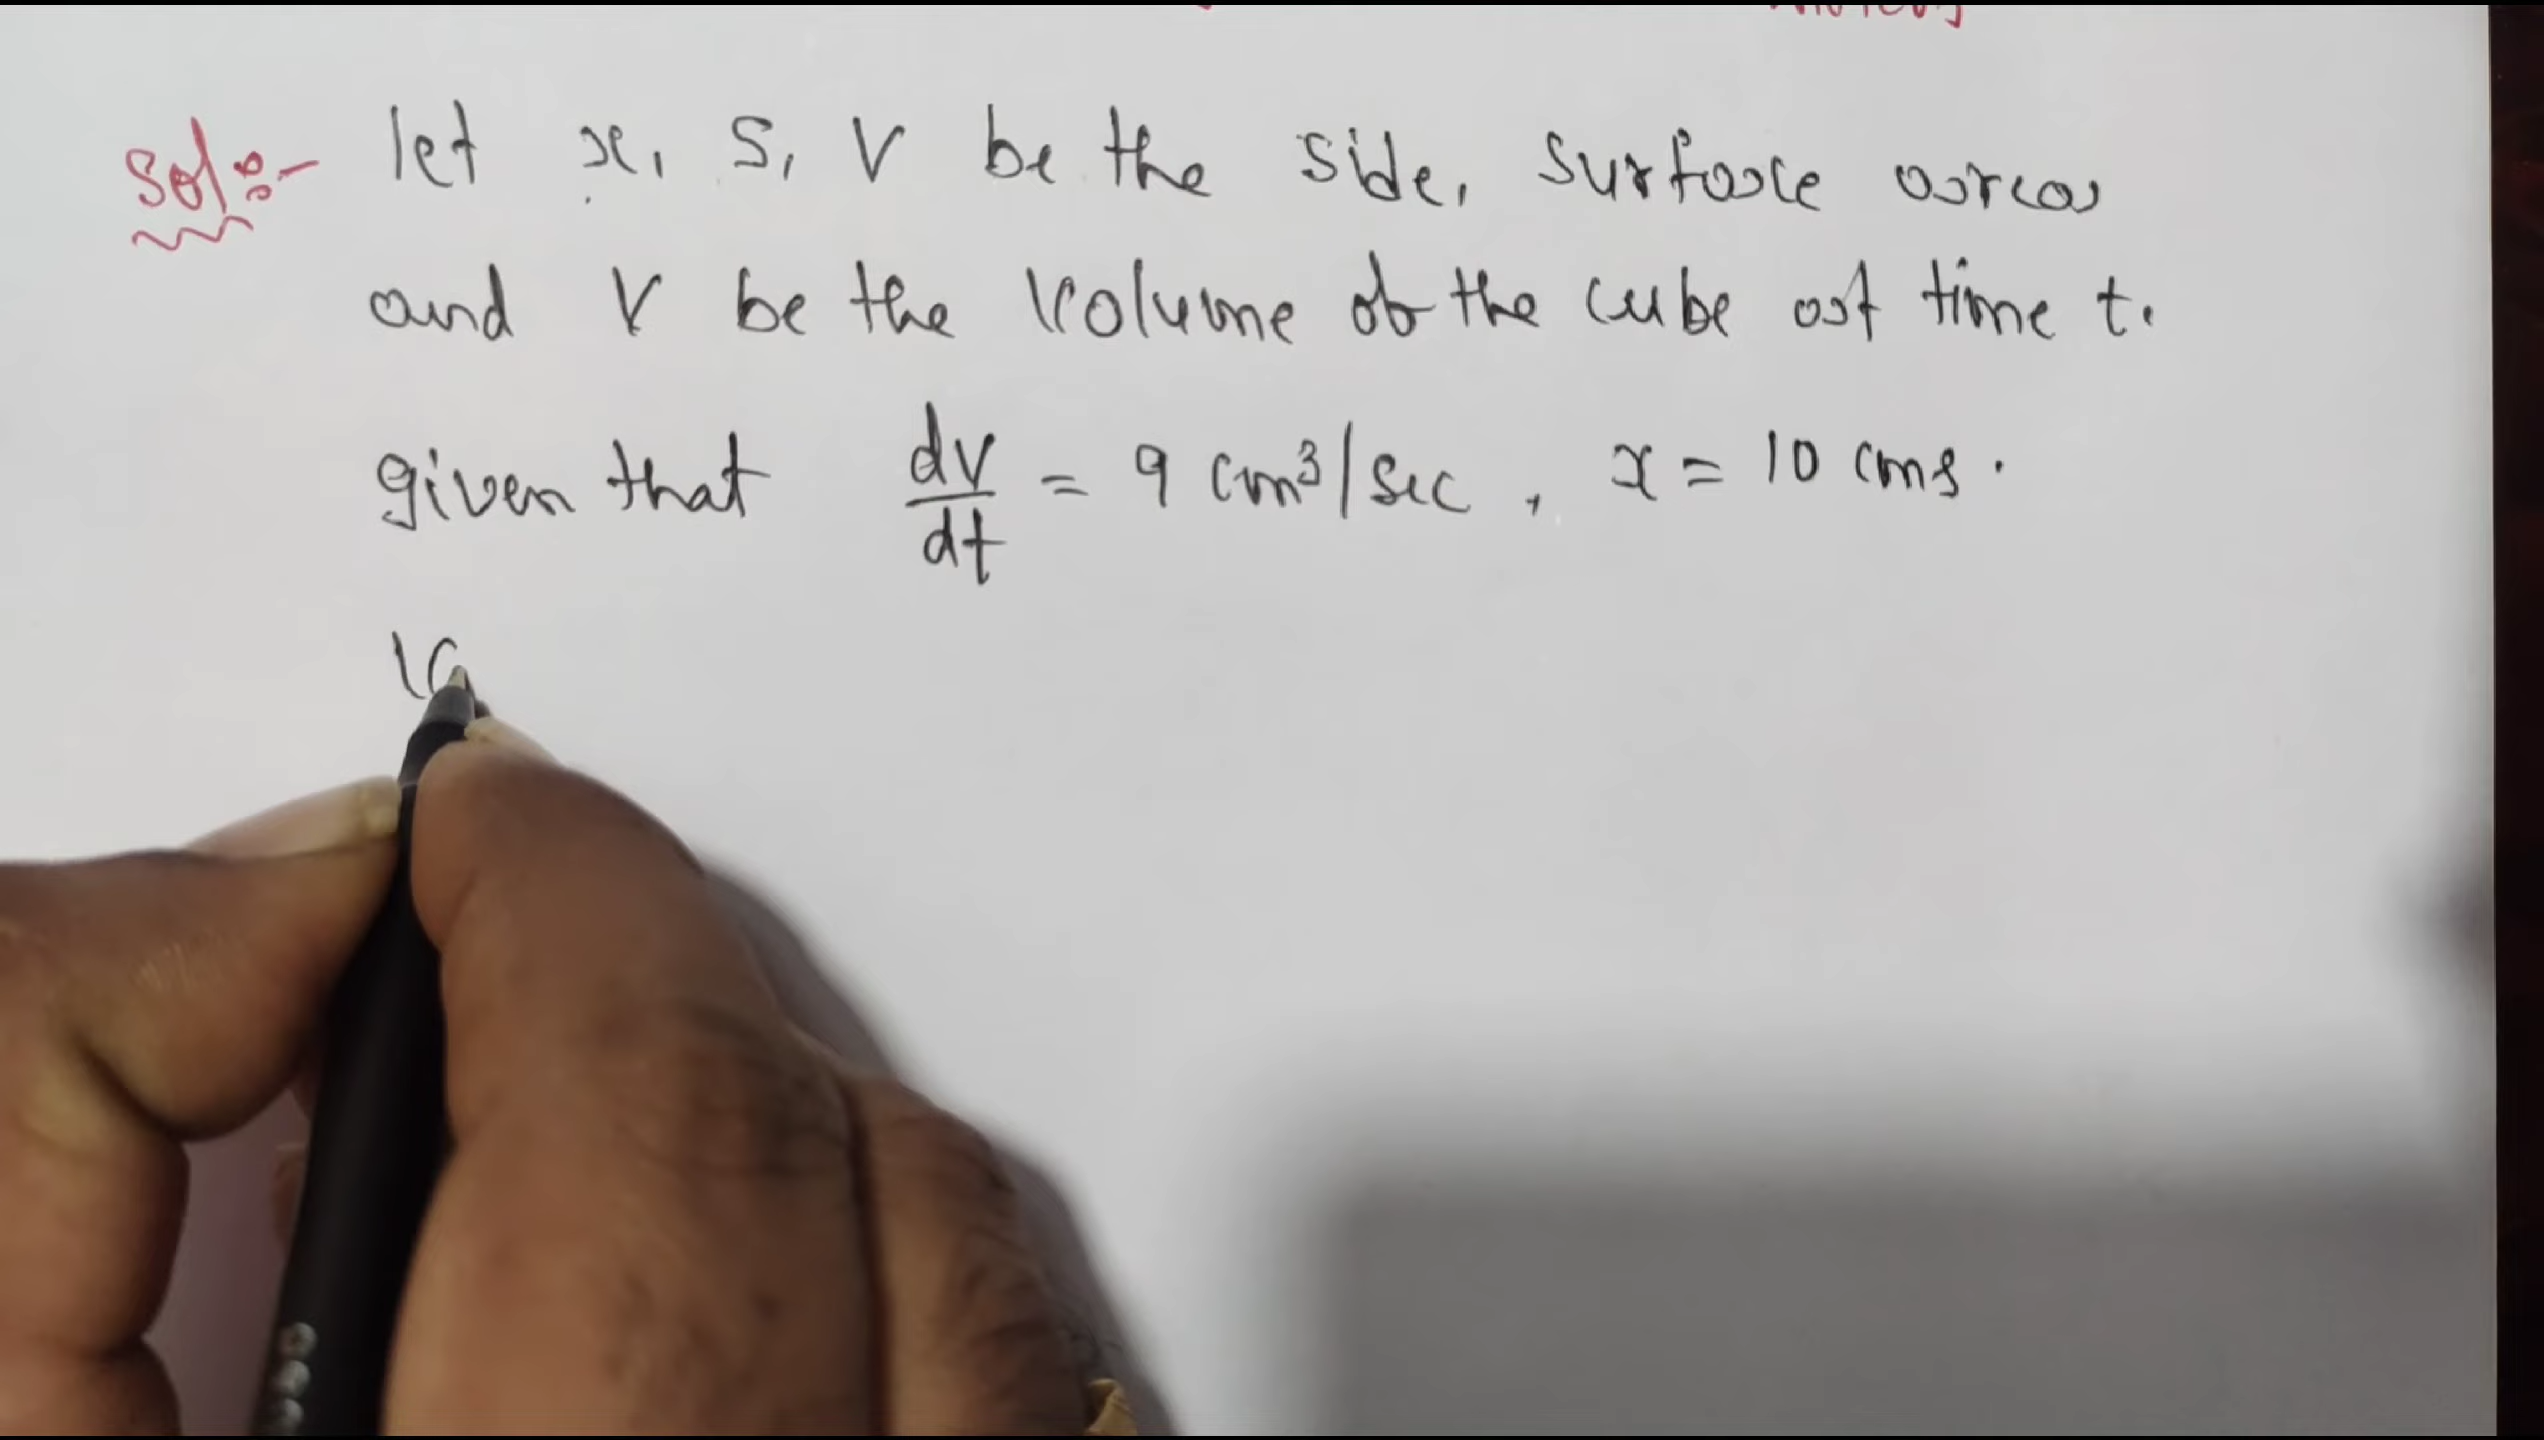 Sol:- let x, S, V be the side, surface area
and V be the volume of the cube at time t.
given that dv/dt = 9 cm³/sec, x = 10 cms.